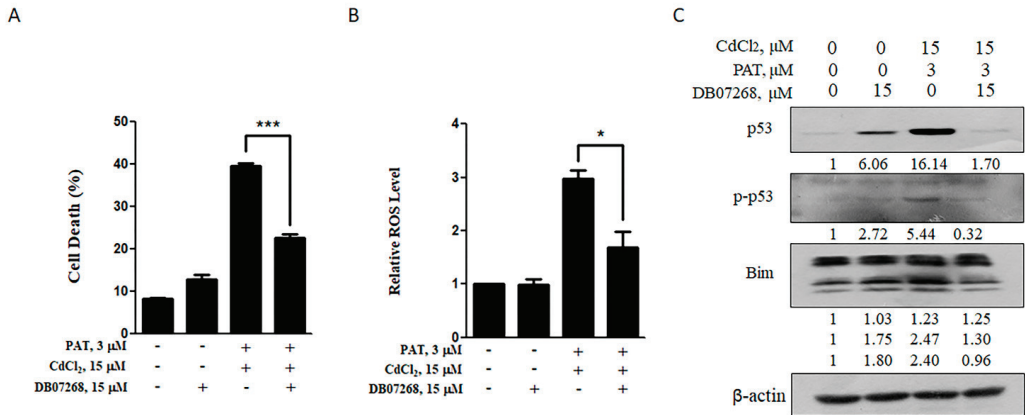 A
Cell Death (%)
50
40
30
20
10
0
***
PAT, 3 μM - - + +
CdCl2, 15 μM - - + +
DB07268, 15 μM - + - +
B
Relative ROS Level
4
3
2
1
0
*
PAT, 3 μM - - + +
CdCl2, 15 μM - - + +
DB07268, 15 μM - + - +
C
CdCl2, μM 0 0 15 15
PAT, μM 0 0 3 3
DB07268, μM 0 15 0 15
p53
1 6.06 16.14 1.70
p-p53
1 2.72 5.44 0.32
Bim
1 1.03 1.23 1.25
1 1.75 2.47 1.30
1 1.80 2.40 0.96
β-actin